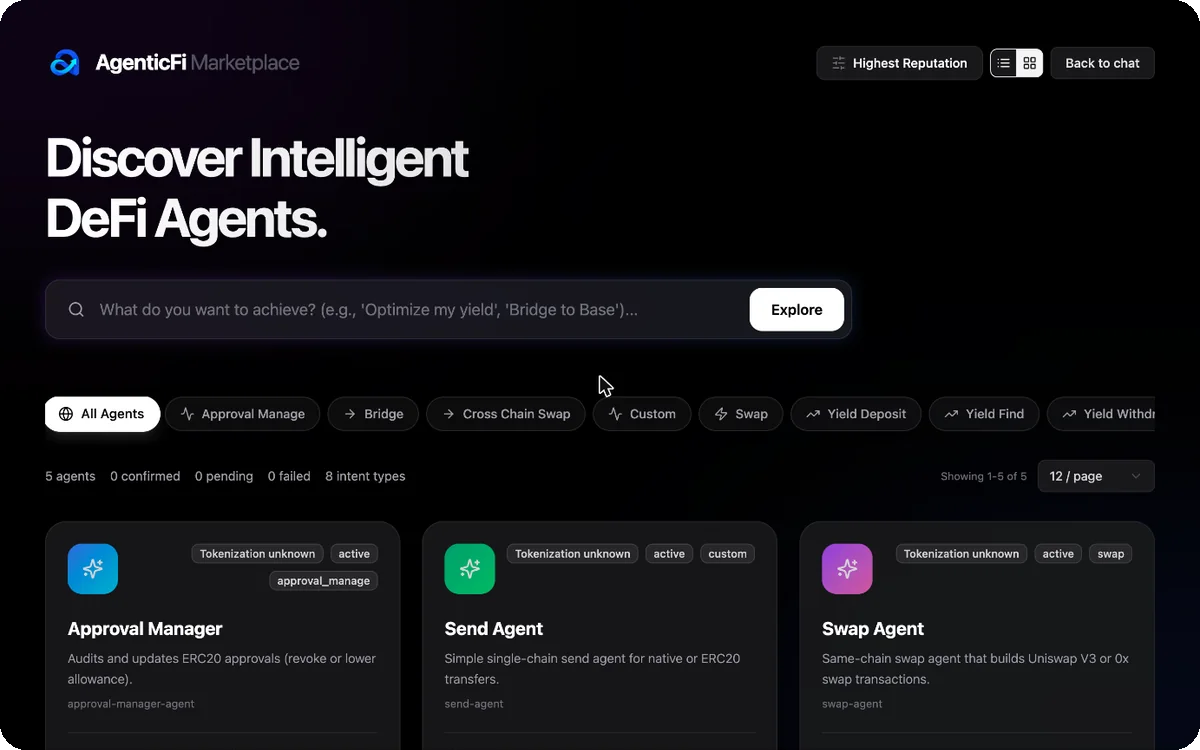 AgenticFi Marketplace
Highest Reputation
Back to chat
Discover Intelligent
DeFi Agents.
What do you want to achieve? (e.g., 'Optimize my yield', 'Bridge to Base')...
Explore
All Agents
Approval Manage
Bridge
Cross Chain Swap
Custom
Swap
Yield Deposit
Yield Find
Yield Withdr
5 agents 0 confirmed 0 pending 0 failed 8 intent types
Showing 1-5 of 5
12 / page
Tokenization unknown active
approval_manage
Approval Manager
Audits and updates ERC20 approvals (revoke or lower
allowance).
approval-manager-agent
Tokenization unknown active custom
Send Agent
Simple single-chain send agent for native or ERC20
transfers.
send-agent
Tokenization unknown active swap
Swap Agent
Same-chain swap agent that builds Uniswap V3 or 0x
swap transactions.
swap-agent